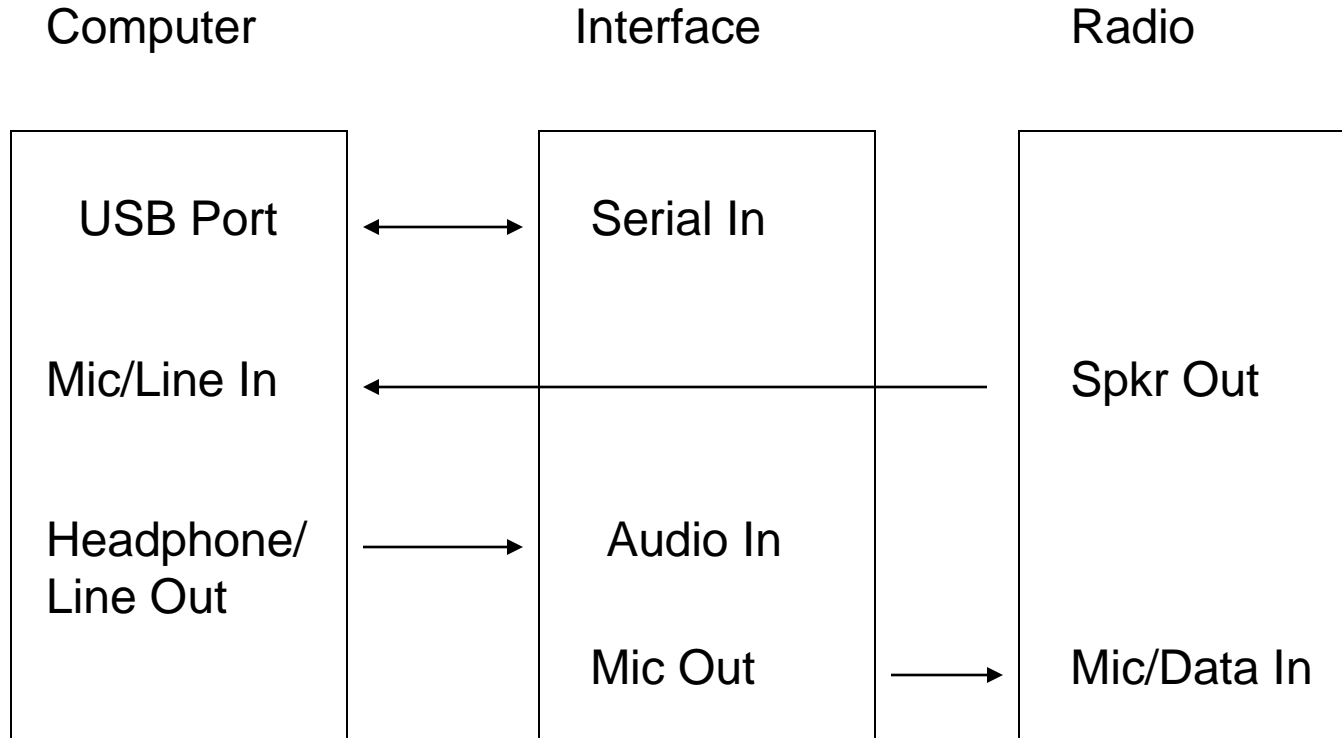 Computer
Interface
Radio
USB Port
Serial In
Mic/Line In
Spkr Out
Headphone/
Line Out
Audio In
Mic Out
Mic/Data In